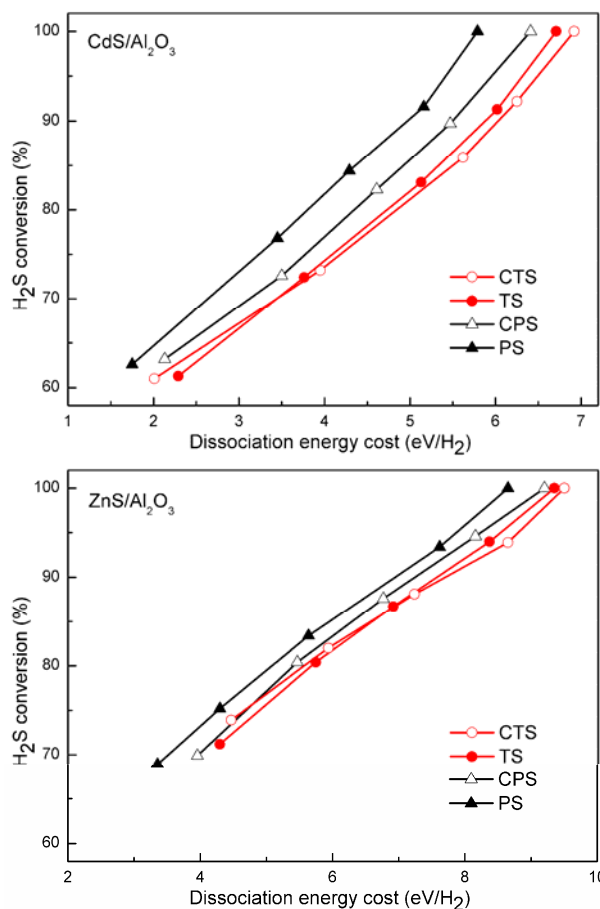 CdS/Al2O3
H2S conversion (%)
100
90
80
70
60
CTS
TS
CPS
PS
1 2 3 4 5 6 7
Dissociation energy cost (eV/H2)
ZnS/Al2O3
H2S conversion (%)
100
90
80
70
60
CTS
TS
CPS
PS
2 4 6 8 10
Dissociation energy cost (eV/H2)